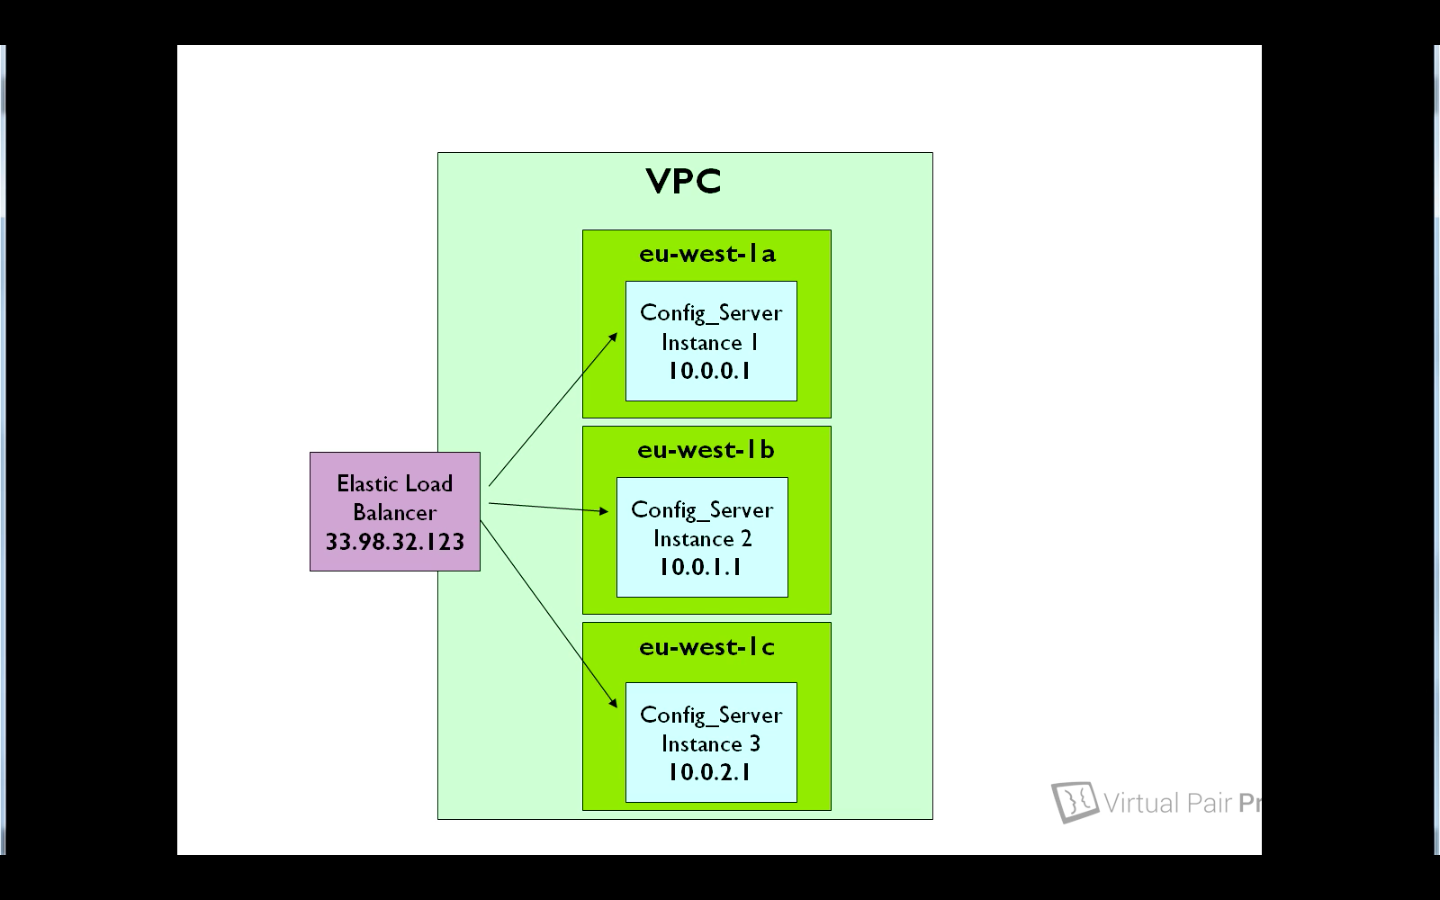 VPC
eu-west-1a
Config_Server
Instance 1
10.0.0.1
eu-west-1b
Elastic Load
Balancer
33.98.32.123
Config_Server
Instance 2
10.0.1.1
eu-west-1c
Config_Server
Instance 3
10.0.2.1
Virtual Pair Pr